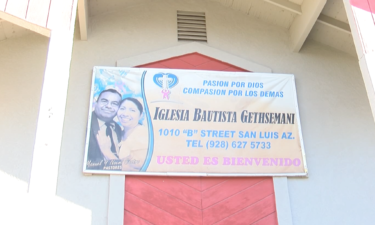 PASION POR DIOS
COMPASION POR LOS DEMAS
IGLESIA BAUTISTA GETHSEMANI
1010 "B" STREET SAN LUIS AZ.
TEL (928) 627 5733
USTED ES BIENVENIDO